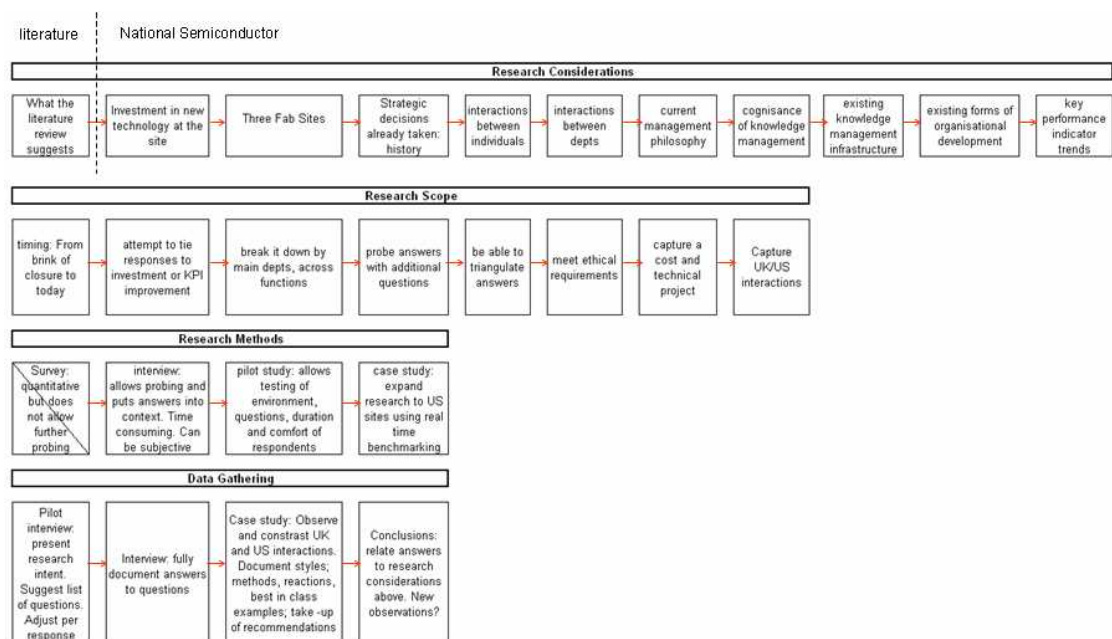 literature
National Semiconductor
Research Considerations
What the
literature
review
suggests
Investment in new
technology at the
site
Three Fab Sites
Strategic
decisions
already taken:
history
interactions
between
individuals
interactions
between
depts
current
management
philosophy
cognisance
of knowledge
management
existing
knowledge
management
infrastructure
existing forms of
organisational
development
key
performance
indicator
trends
Research Scope
timing: From
brink of
closure to
today
attempt to tie
responses to
investment or KPI
improvement
break it down by
main depts, across
functions
probe answers
with additional
questions
be able to
triangulate
answers
meet ethical
requirements
capture a
cost and
technical
project
Capture
UK/US
interactions
Research Methods
Survey:
quantitative
but does
not allow
further
probing
interview:
allows probing and
puts answers into
context. Time
consuming. Can
be subjective
pilot study: allows
testing of
environment,
questions, duration
and comfort of
respondents
case study:
expand
research to US
sites using real
time
benchmarking
Data Gathering
Pilot
interview:
present
research
intent.
Suggest list
of questions.
Adjust per
response
Interview: fully
document answers
to questions
Case study: Observe
and constrast UK
and US interactions.
Document styles;
methods, reactions,
best in class
examples; take -up
of recommendations
Conclusions:
relate answers
to research
considerations
above. New
observations?